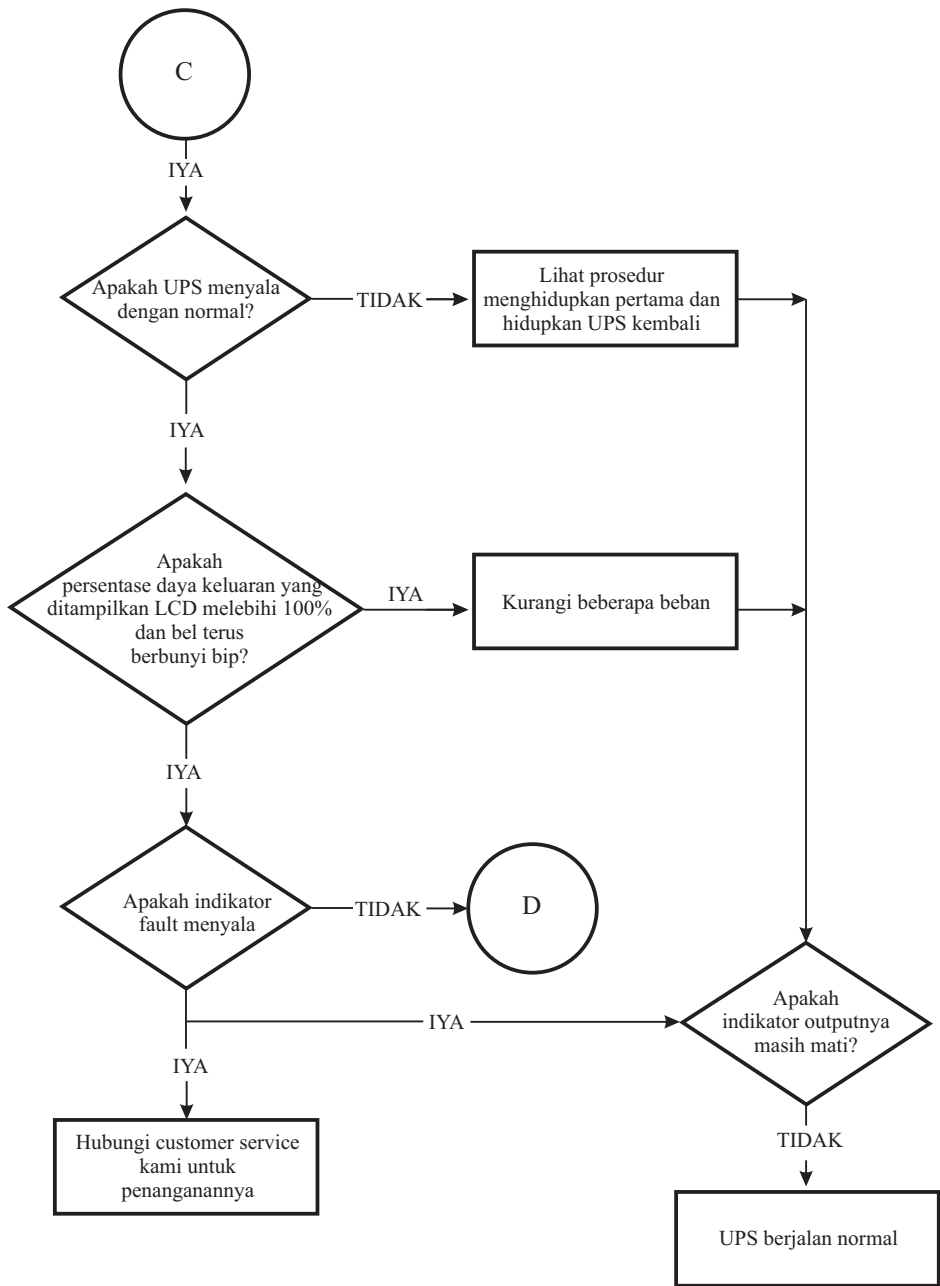 C
IYA
Apakah UPS menyala
dengan normal?
TIDAK
Lihat prosedur
menghidupkan pertama dan
hidupkan UPS kembali
IYA
Apakah
persentase daya keluaran yang
ditampilkan LCD melebihi 100%
dan bel terus
berbunyi bip?
IYA
Kurangi beberapa beban
IYA
Apakah indikator
fault menyala
TIDAK
D
IYA
Apakah
indikator outputnya
masih mati?
IYA
Hubungi customer service
kami untuk
penanganannya
TIDAK
UPS berjalan normal